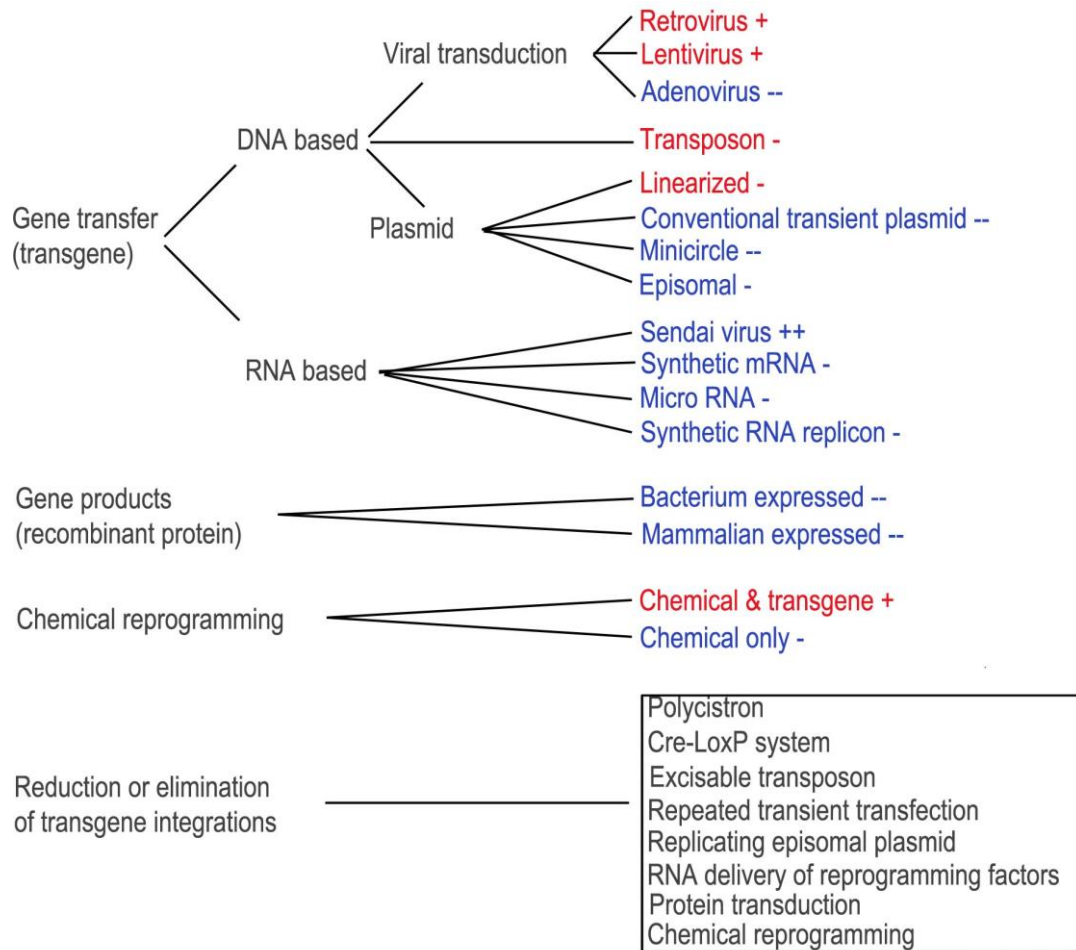 Retrovirus +
Viral transduction
Lentivirus +
Adenovirus --
DNA based
Transposon -
Linearized -
Gene transfer
(transgene)
Plasmid
Conventional transient plasmid --
Minicircle --
Episomal -
Sendai virus ++
RNA based
Synthetic mRNA -
Micro RNA -
Synthetic RNA replicon -
Gene products
(recombinant protein)
Bacterium expressed --
Mammalian expressed --
Chemical reprogramming
Chemical & transgene +
Chemical only -
Reduction or elimination
of transgene integrations
Polycistron
Cre-LoxP system
Excisable transposon
Repeated transient transfection
Replicating episomal plasmid
RNA delivery of reprogramming factors
Protein transduction
Chemical reprogramming